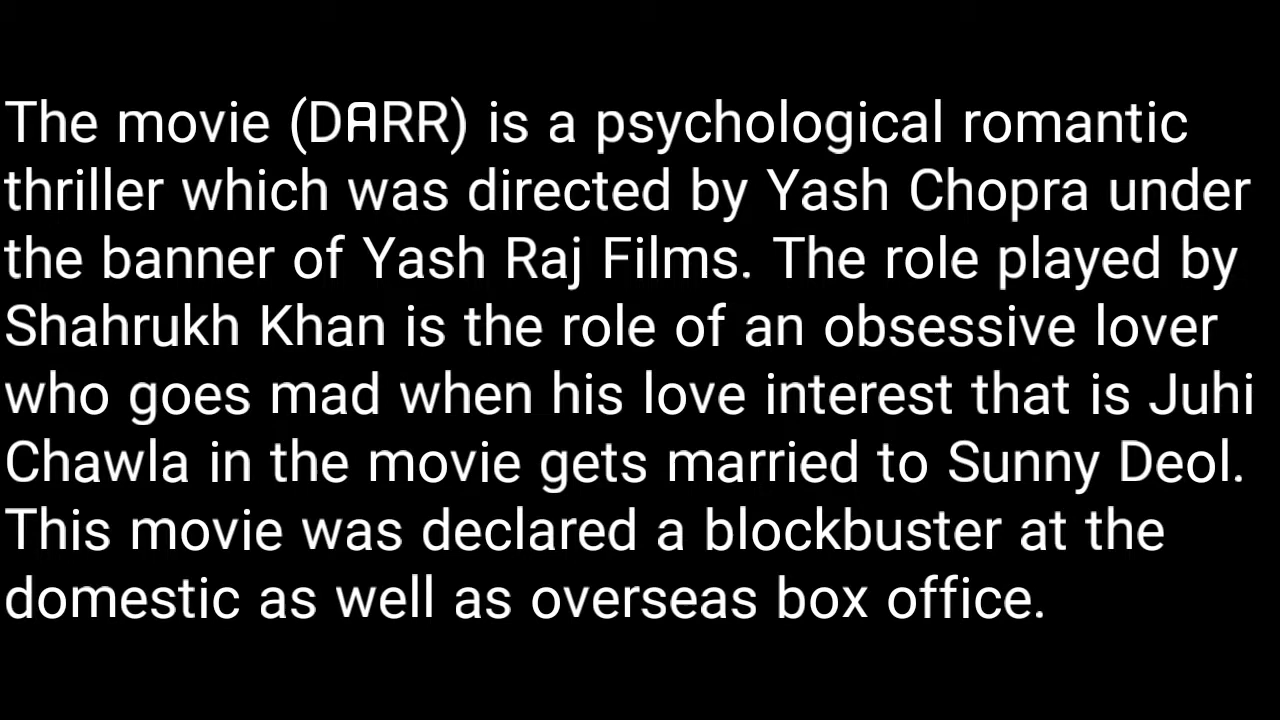 The movie (DARR) is a psychological romantic
thriller which was directed by Yash Chopra under
the banner of Yash Raj Films. The role played by
Shahrukh Khan is the role of an obsessive lover
who goes mad when his love interest that is Juhi
Chawla in the movie gets married to Sunny Deol.
This movie was declared a blockbuster at the
domestic as well as overseas box office.